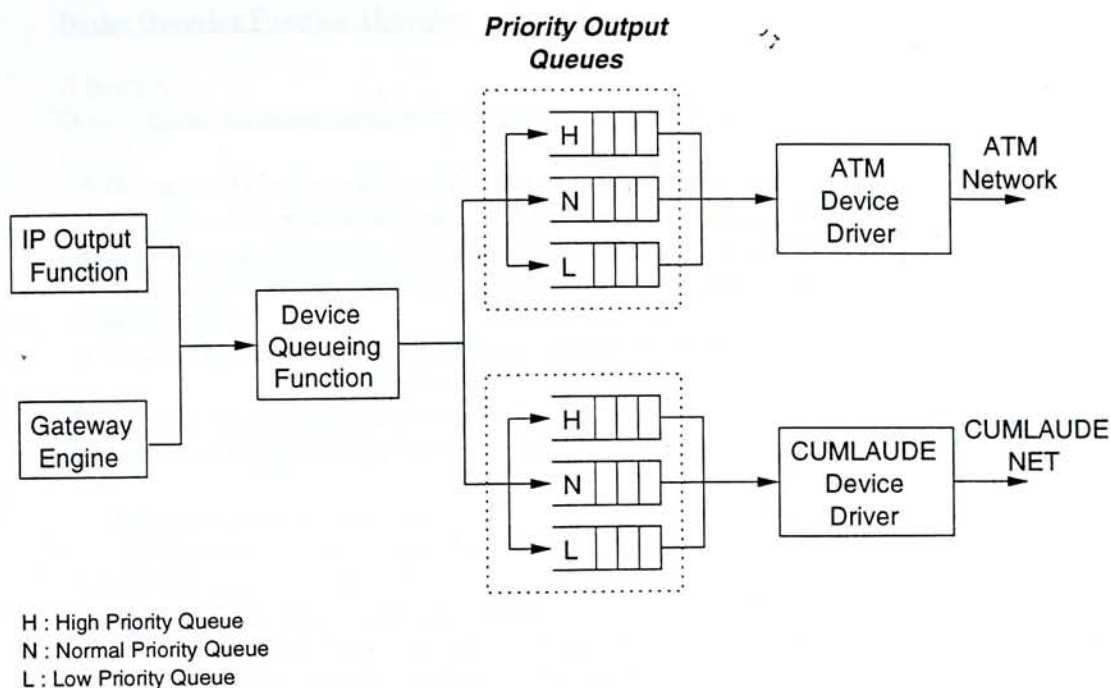 Priority Output
Queues
H
N
L
ATM
Device
Driver
ATM
Network
IP Output
Function
Device
Queueing
Function
Gateway
Engine
H
N
L
CUMLAUDE
Device
Driver
CUMLAUDE
NET
H : High Priority Queue
N : Normal Priority Queue
L : Low Priority Queue